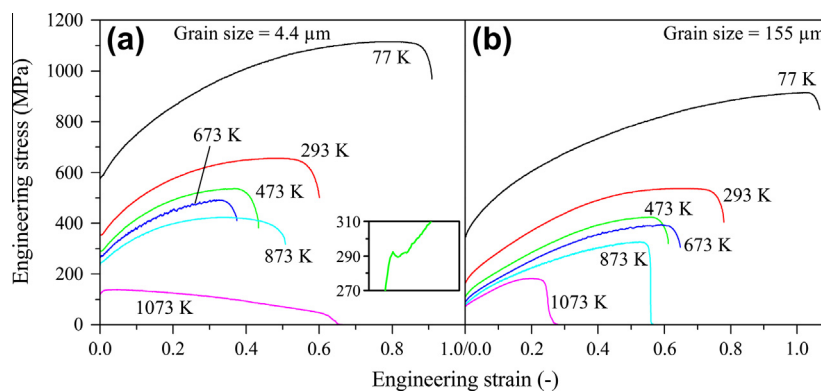 (a)
Grain size = 4.4 µm
77 K
673 K
293 K
473 K
873 K
1073 K
310
290
270
1200
1000
800
600
400
200
0
0.0
0.2
0.4
0.6
0.8
1.0
Engineering stress (MPa)
(b)
Grain size = 155 µm
77 K
293 K
473 K
673 K
873 K
1073 K
0.0
0.2
0.4
0.6
0.8
1.0
Engineering strain (-)